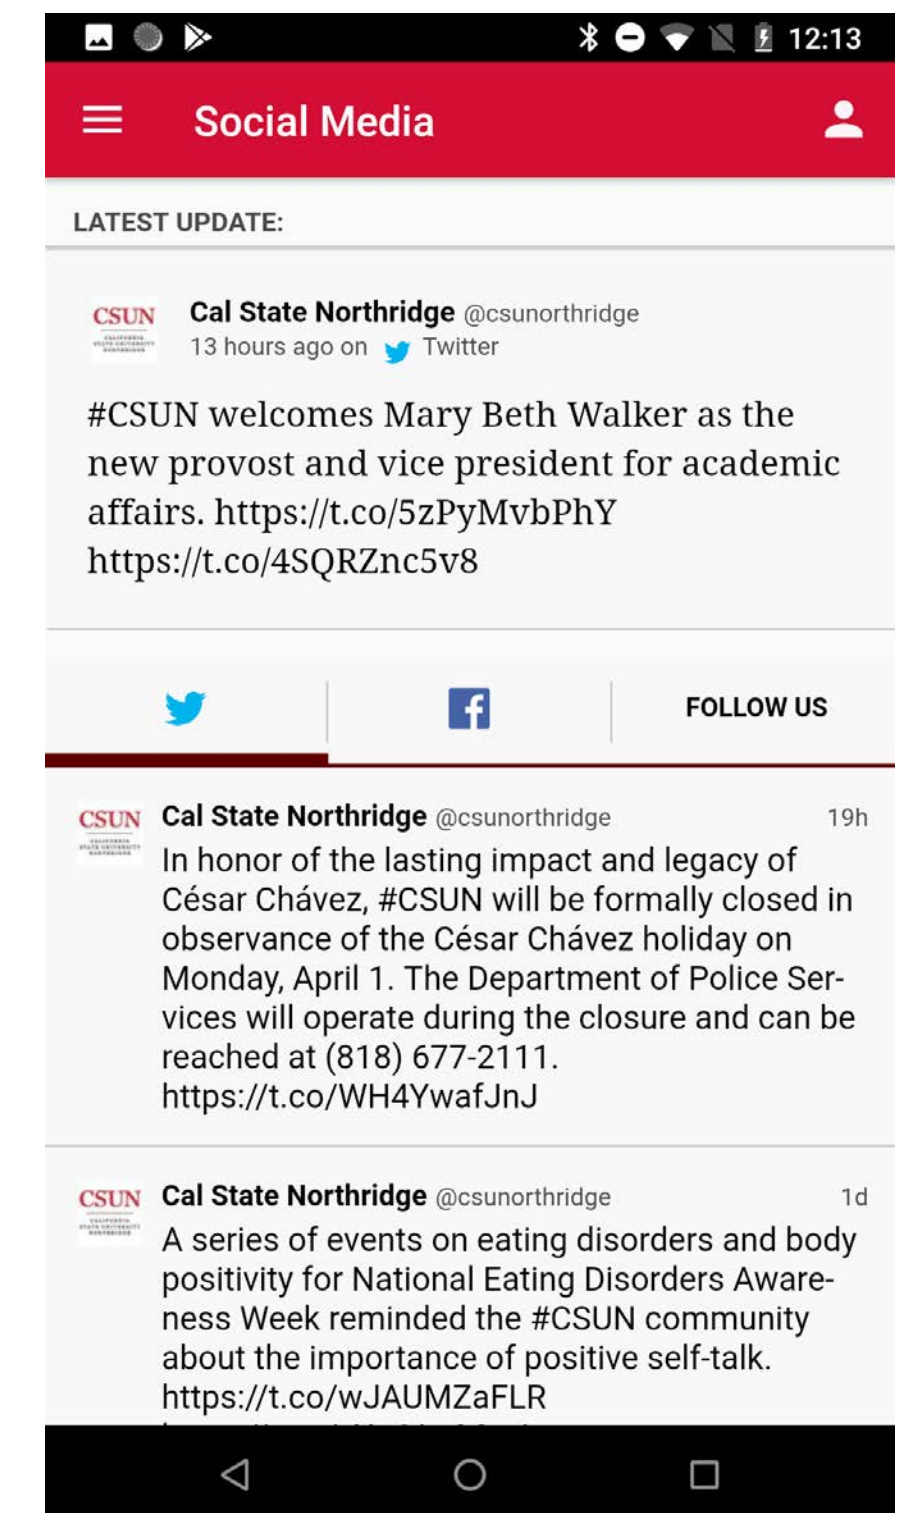 12:13
Social Media
LATEST UPDATE:
CSUN
Cal State Northridge @csunorthridge
13 hours ago on Twitter
#CSUN welcomes Mary Beth Walker as the
new provost and vice president for academic
affairs. https://t.co/5zPyMvbPhY
https://t.co/4SQRZnc5v8
FOLLOW US
CSUN
Cal State Northridge @csunorthridge 19h
In honor of the lasting impact and legacy of
César Chávez, #CSUN will be formally closed in
observance of the César Chávez holiday on
Monday, April 1. The Department of Police Ser-
vices will operate during the closure and can be
reached at (818) 677-2111.
https://t.co/WH4YwafJnJ
CSUN
Cal State Northridge @csunorthridge 1d
A series of events on eating disorders and body
positivity for National Eating Disorders Aware-
ness Week reminded the #CSUN community
about the importance of positive self-talk.
https://t.co/wJAUMZaFLR